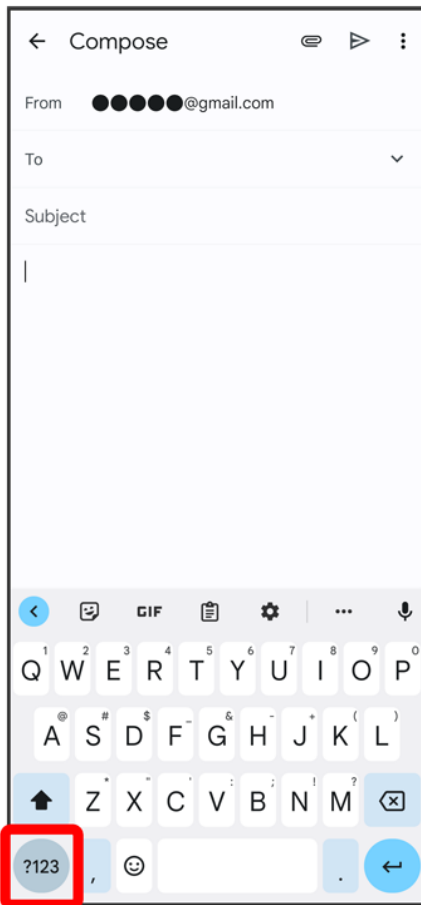 Compose
From ●●●●●@gmail.com
To
Subject
GIF
1 2 3 4 5 6 7 8 9 0
Q W E R T Y U I O P
@ # $ _ & - + ( )
A S D F G H J K L
* " ' : ; ! ?
Z X C V B N M
?123 , .